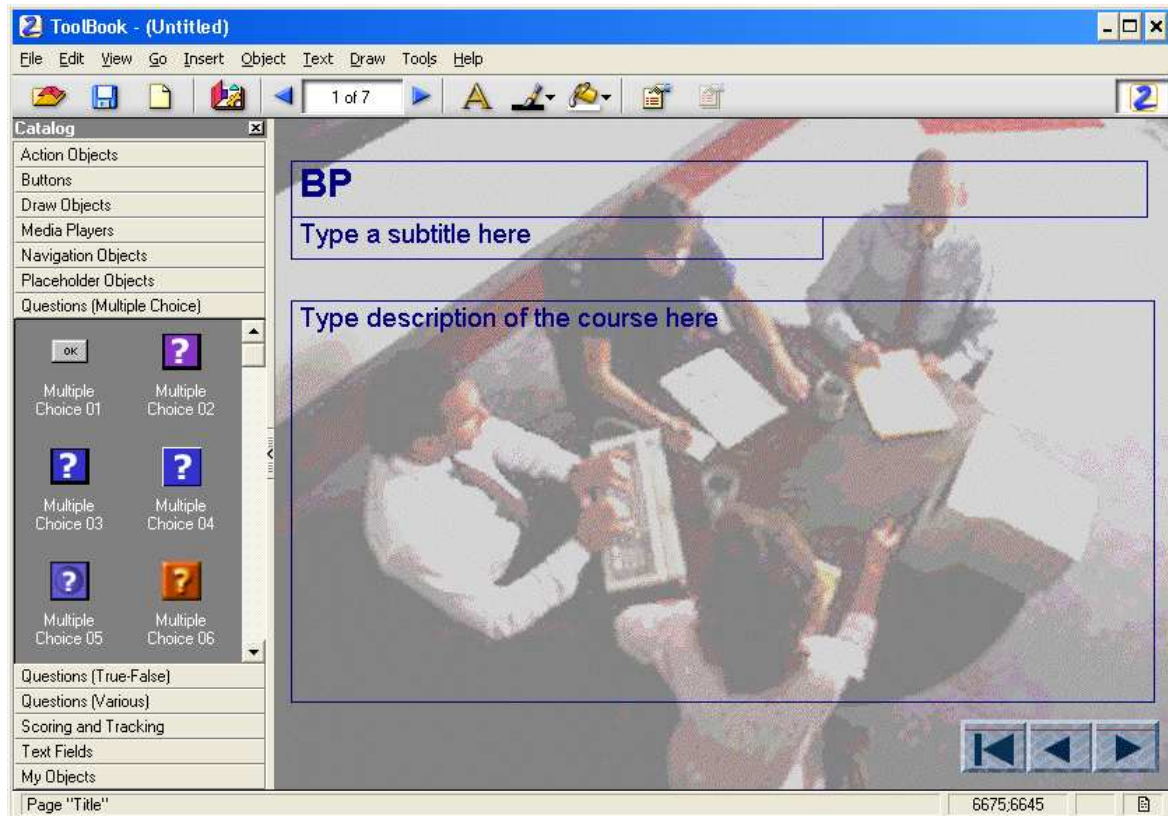 ToolBook - (Untitled)
File Edit View Go Insert Object Text Draw Tools Help
1 of 7
Catalog
Action Objects
Buttons
Draw Objects
Media Players
Navigation Objects
Placeholder Objects
Questions (Multiple Choice)
OK
Multiple Choice 01
Multiple Choice 02
Multiple Choice 03
Multiple Choice 04
Multiple Choice 05
Multiple Choice 06
Questions (True-False)
Questions (Various)
Scoring and Tracking
Text Fields
My Objects
BP
Type a subtitle here
Type description of the course here
Page "Title"
6675;6645